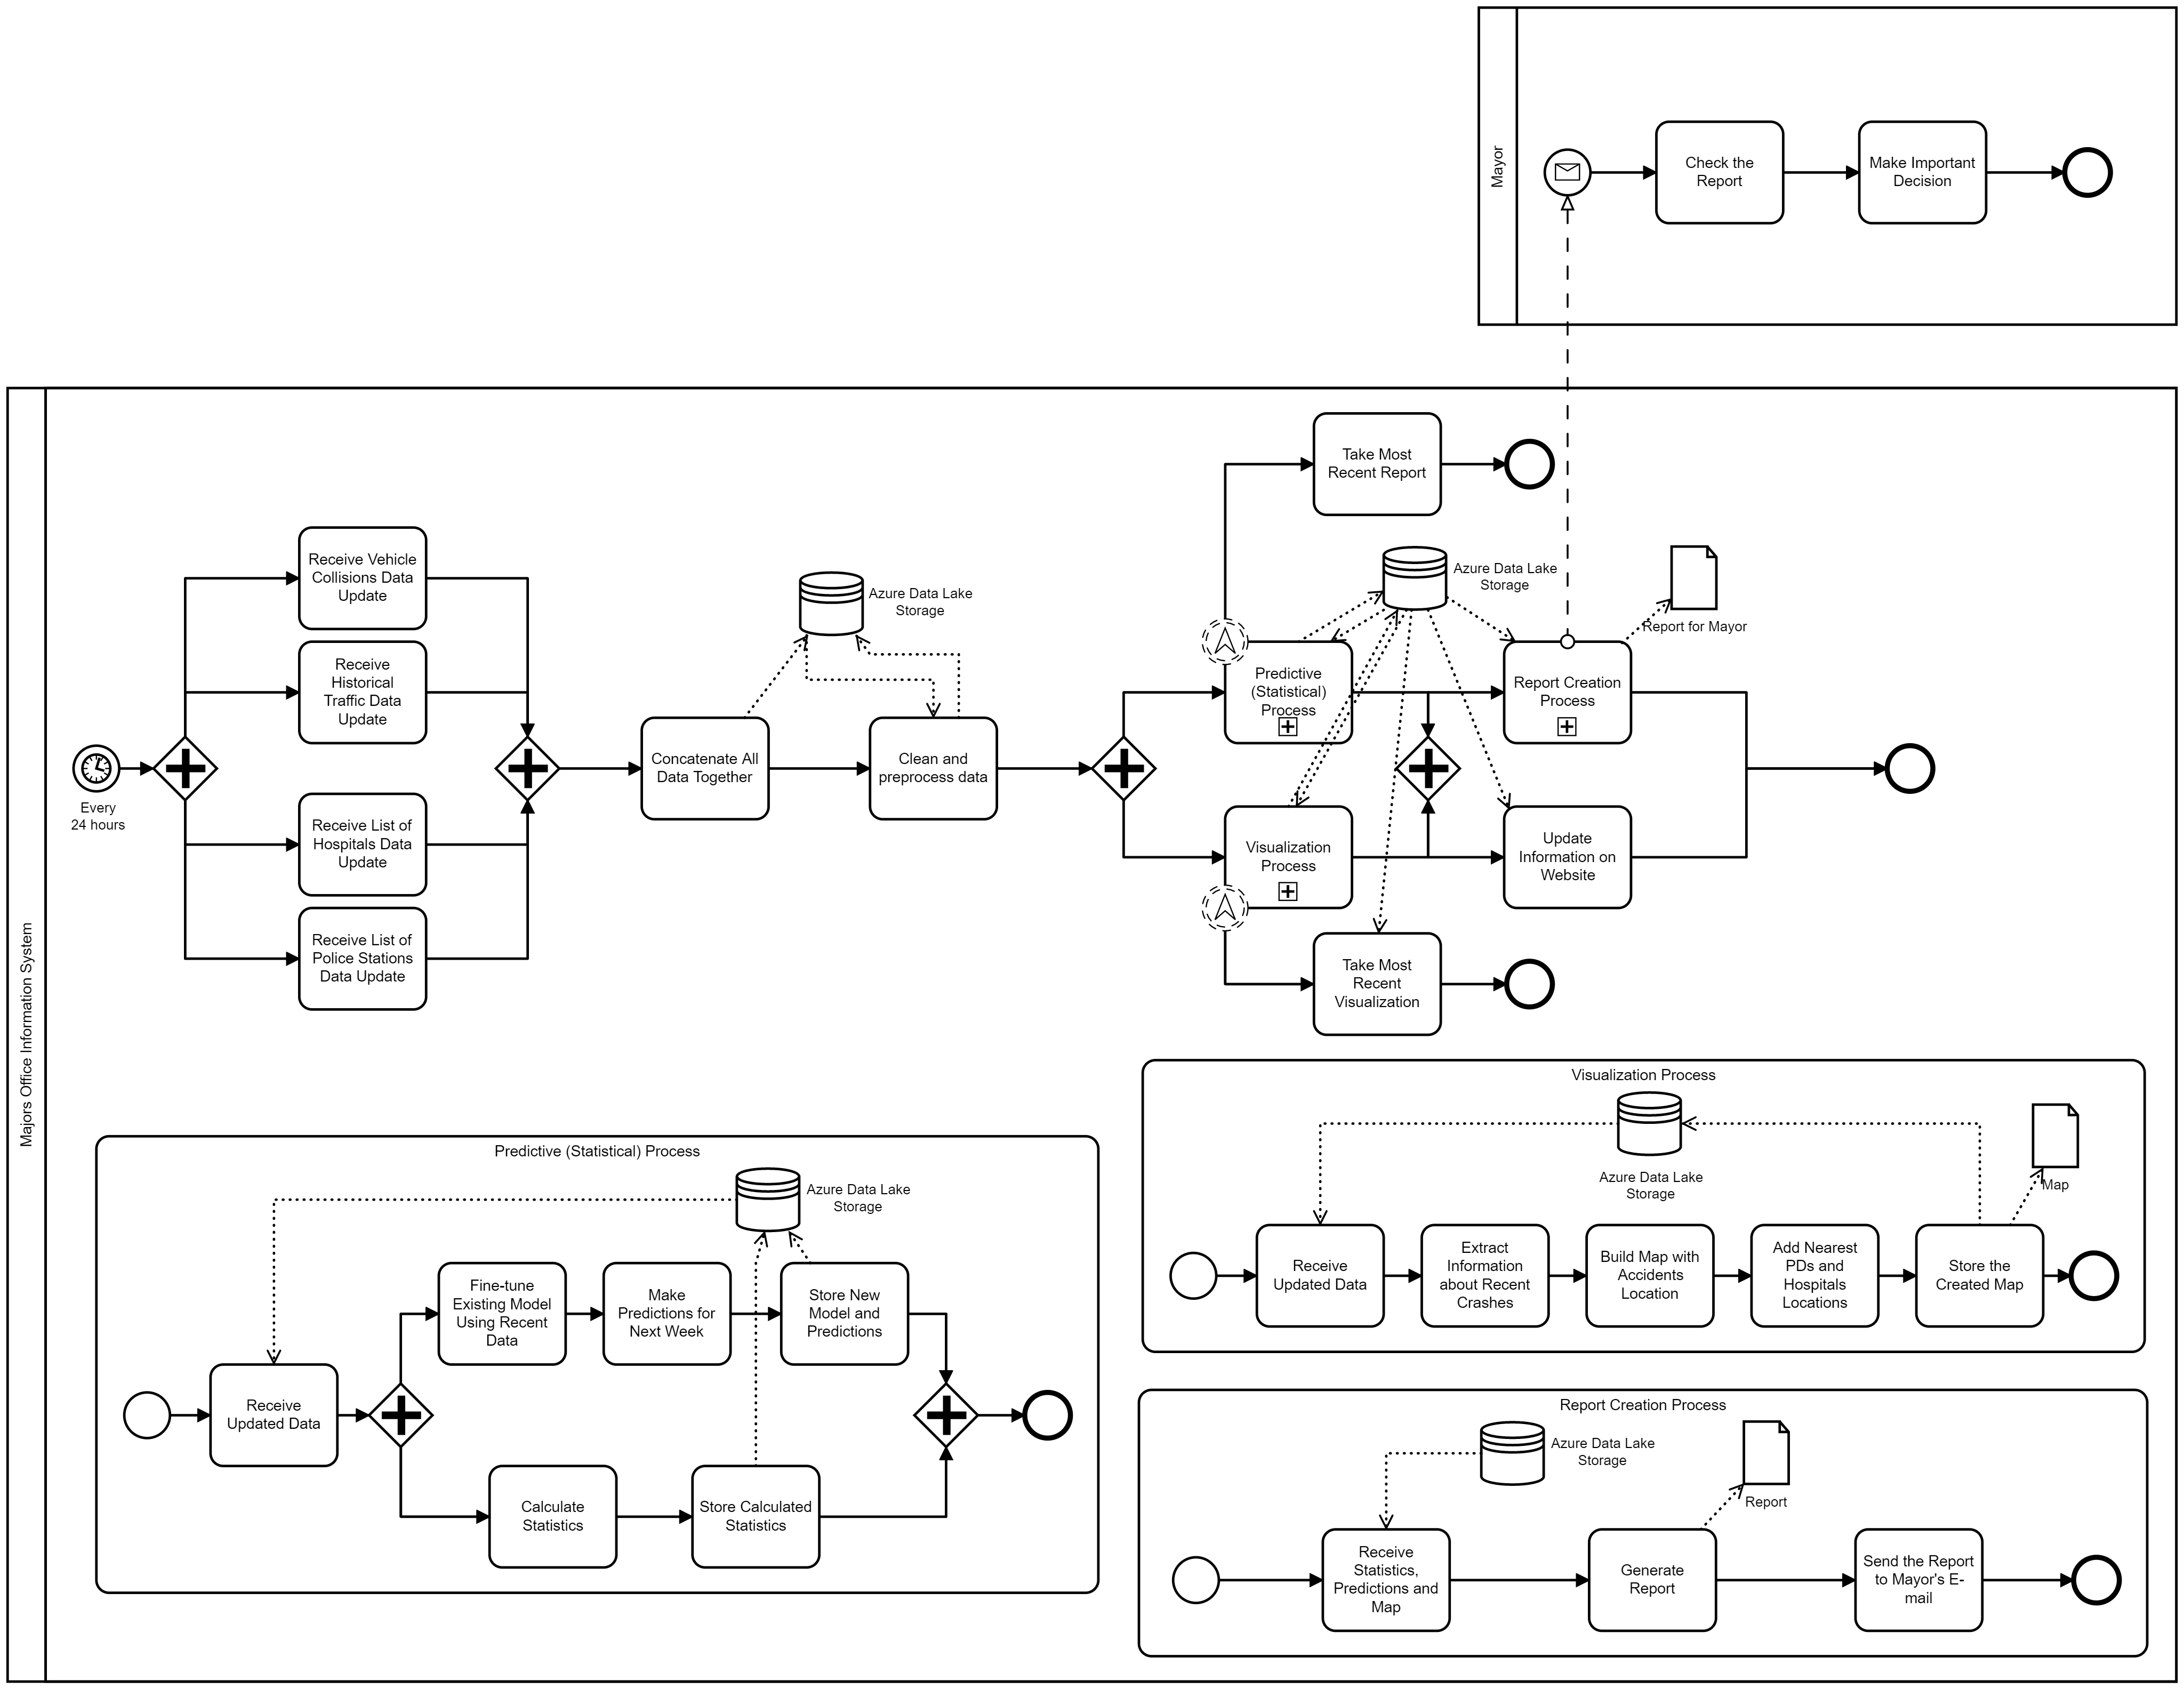 Mayor
Check the
Report
Make Important
Decision
Majors Office Information System
Every
24 hours
Receive Vehicle
Collisions Data
Update
Receive
Historical
Traffic Data
Update
Receive List of
Hospitals Data
Update
Receive List of
Police Stations
Data Update
Concatenate All
Data Together
Azure Data Lake
Storage
Clean and
preprocess data
Take Most
Recent Report
Azure Data Lake
Storage
Report for Mayor
Predictive
(Statistical)
Process
Report Creation
Process
Visualization
Process
Update
Information on
Website
Take Most
Recent
Visualization
Predictive (Statistical) Process
Azure Data Lake
Storage
Receive
Updated Data
Fine-tune
Existing Model
Using Recent
Data
Make
Predictions for
Next Week
Store New
Model and
Predictions
Calculate
Statistics
Store Calculated
Statistics
Visualization Process
Azure Data Lake
Storage
Map
Receive
Updated Data
Extract
Information
about Recent
Crashes
Build Map with
Accidents
Location
Add Nearest
PDs and
Hospitals
Locations
Store the
Created Map
Report Creation Process
Azure Data Lake
Storage
Report
Receive
Statistics,
Predictions and
Map
Generate
Report
Send the Report
to Mayor's E-
mail